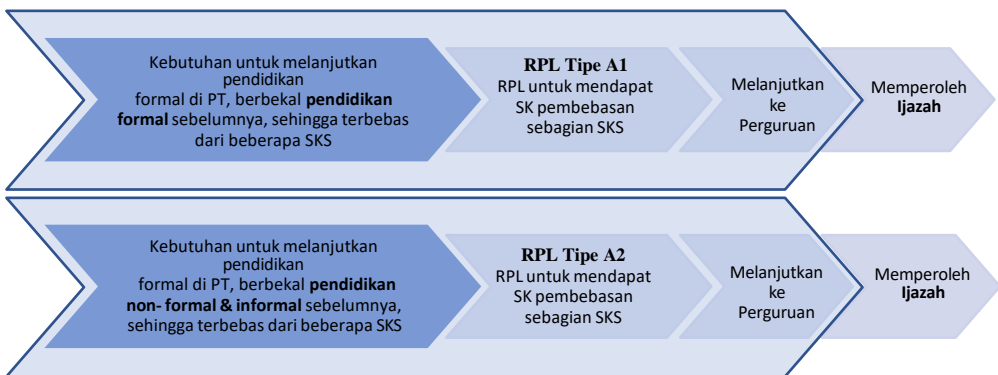 Kebutuhan untuk melanjutkan
pendidikan
formal di PT, berbekal pendidikan
formal sebelumnya, sehingga terbebas
dari beberapa SKS
RPL Tipe A1
RPL untuk mendapat
SK pembebasan
sebagian SKS
Melanjutkan
ke
Perguruan
Memperoleh
Ijazah
Kebutuhan untuk melanjutkan
pendidikan
formal di PT, berbekal pendidikan
non- formal & informal sebelumnya,
sehingga terbebas dari beberapa SKS
RPL Tipe A2
RPL untuk mendapat
SK pembebasan
sebagian SKS
Melanjutkan
ke
Perguruan
Memperoleh
Ijazah